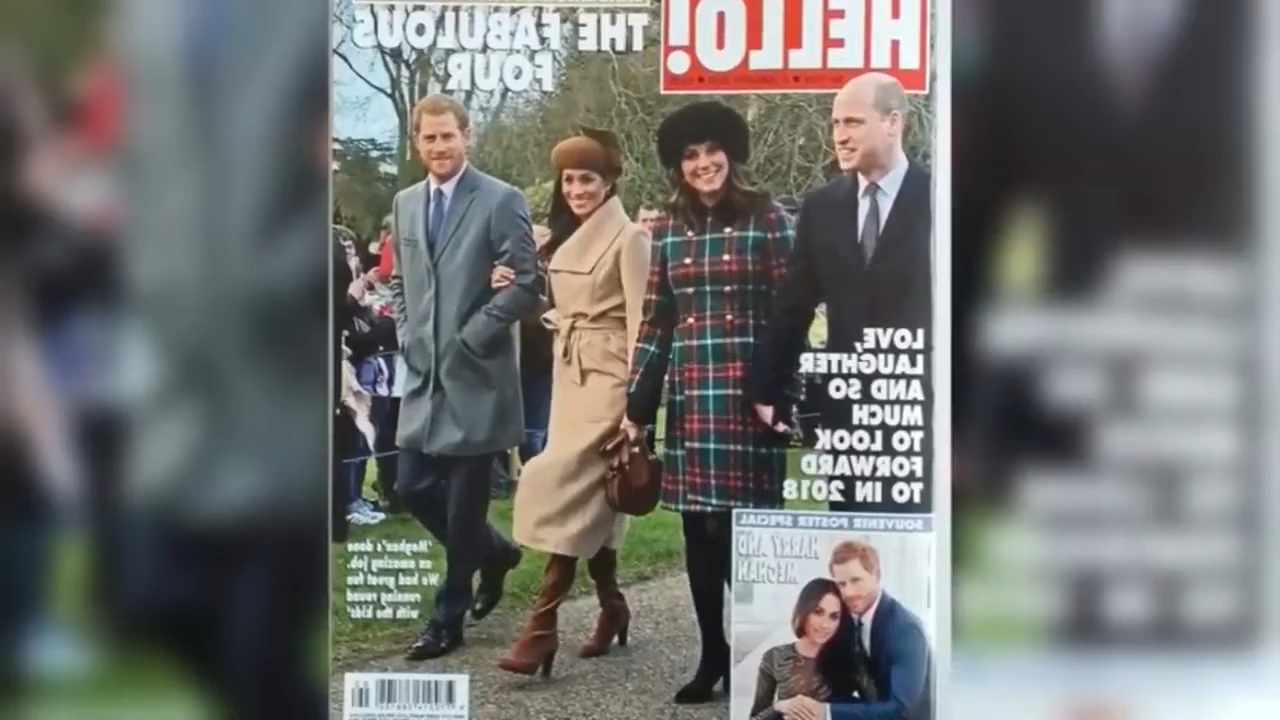 HELLO!
THE FABULOUS
FOUR
LOVE,
LAUGHTER
AND SO
MUCH
TO LOOK
FORWARD
TO IN 2018
SOUVENIR POSTER SPECIAL
HARRY AND
MEGHAN
'Meghan's done
an amazing job.
We had great fun
running round
with the kids'